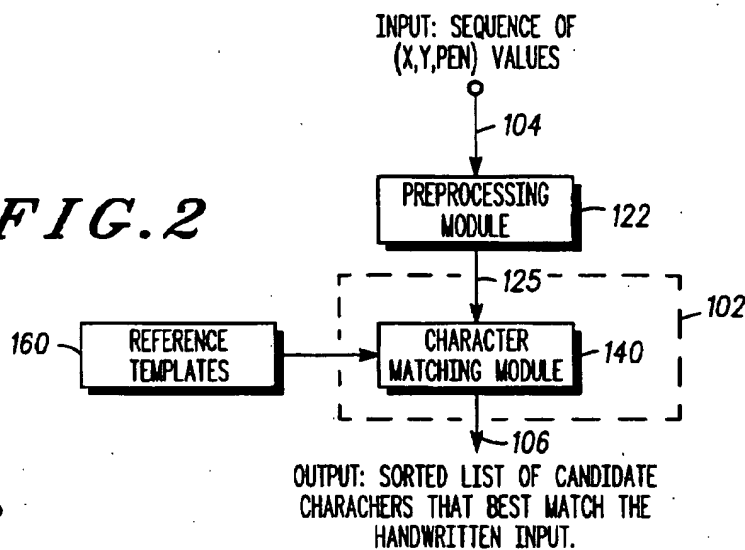 INPUT: SEQUENCE OF
(X,Y,PEN) VALUES
104
FIG.2
PREPROCESSING
MODULE
122
125
102
160
REFERENCE
TEMPLATES
CHARACTER
MATCHING MODULE
140
106
OUTPUT: SORTED LIST OF CANDIDATE
CHARACHERS THAT BEST MATCH THE
HANDWRITTEN INPUT.